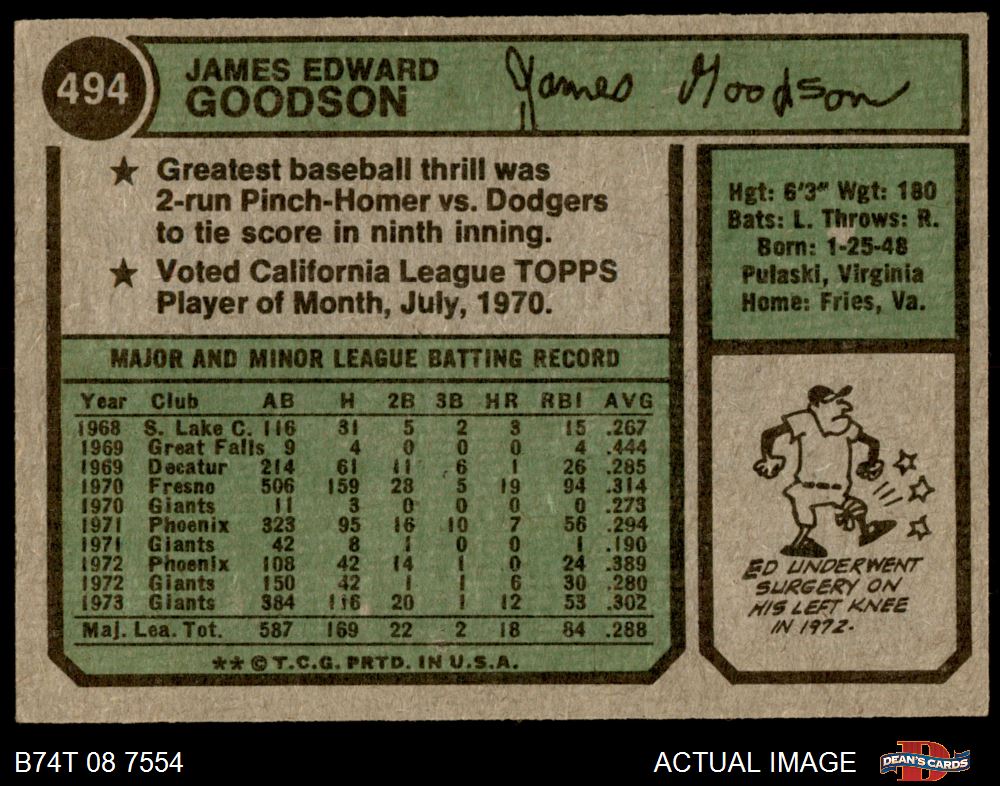 494
JAMES EDWARD
GOODSON
James Goodson
★ Greatest baseball thrill was
2-run Pinch-Homer vs. Dodgers
to tie score in ninth inning.
★ Voted California League TOPPS
Player of Month, July, 1970.
MAJOR AND MINOR LEAGUE BATTING RECORD
Year Club AB H 2B 3B HR RBI AVG
1968 S. Lake C. 116 31 5 2 3 15 .267
1969 Great Falls 9 4 0 0 0 4 .444
1969 Decatur 214 61 11 6 1 26 .285
1970 Fresno 506 159 28 5 19 94 .314
1970 Giants 11 3 0 0 0 0 .273
1971 Phoenix 323 95 16 10 7 56 .294
1971 Giants 42 8 1 0 0 1 .190
1972 Phoenix 108 42 14 1 0 24 .389
1972 Giants 150 42 1 1 6 30 .280
1973 Giants 384 116 20 1 12 53 .302
Maj. Lea. Tot. 587 169 22 2 18 84 .288
** © T.C.G. PRTD. IN U.S.A.
Hgt: 6'3" Wgt: 180
Bats: L. Throws: R.
Born: 1-25-48
Pulaski, Virginia
Home: Fries, Va.
ED UNDERWENT
SURGERY ON
HIS LEFT KNEE
IN 1972.
B74T 08 7554
ACTUAL IMAGE
D
DEAN'S CARDS